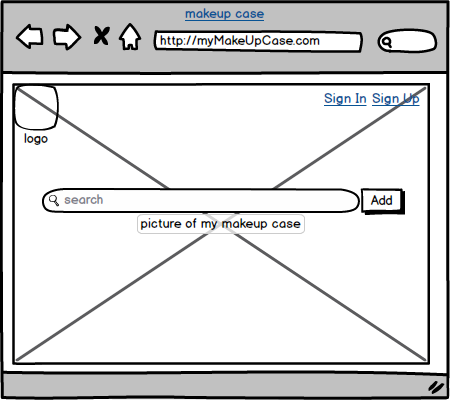 makeup case
http://myMakeUpCase.com
Sign In Sign Up
logo
search
Add
picture of my makeup case